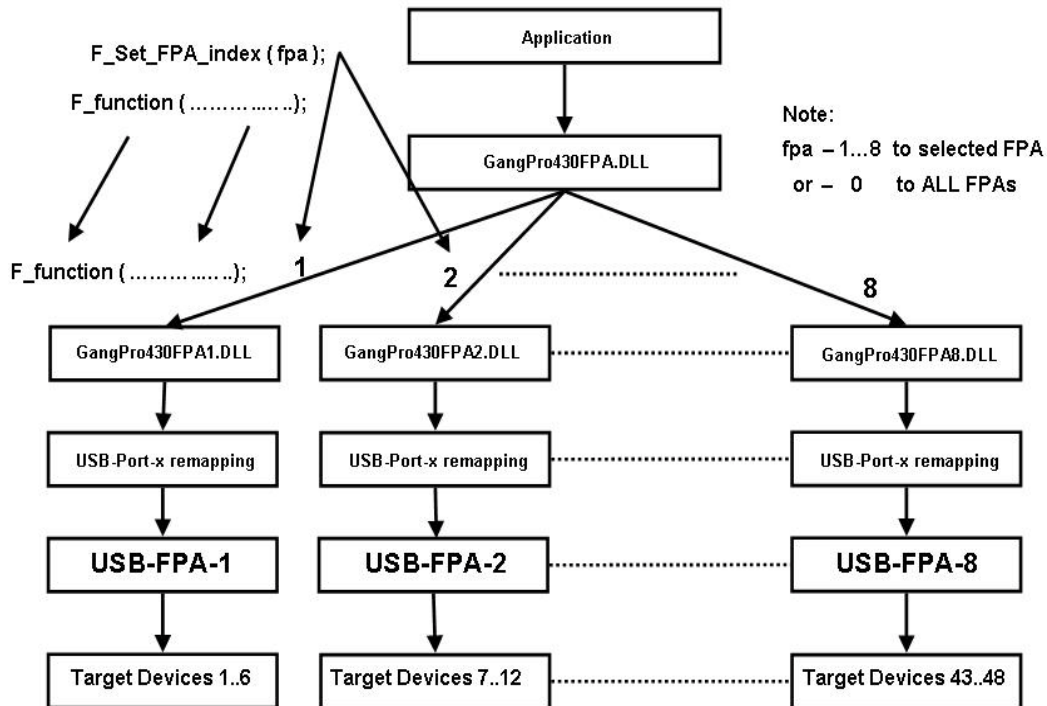 Application
F_Set_FPA_index ( fpa );
F_function ( ………..…..);
Note:
GangPro430FPA.DLL
fpa – 1...8 to selected FPA
or – 0 to ALL FPAs
F_function ( ………..…..);
1
2
8
GangPro430FPA1.DLL
GangPro430FPA2.DLL
GangPro430FPA8.DLL
USB-Port-x remapping
USB-Port-x remapping
USB-Port-x remapping
USB-FPA-1
USB-FPA-2
USB-FPA-8
Target Devices 1..6
Target Devices 7..12
Target Devices 43..48